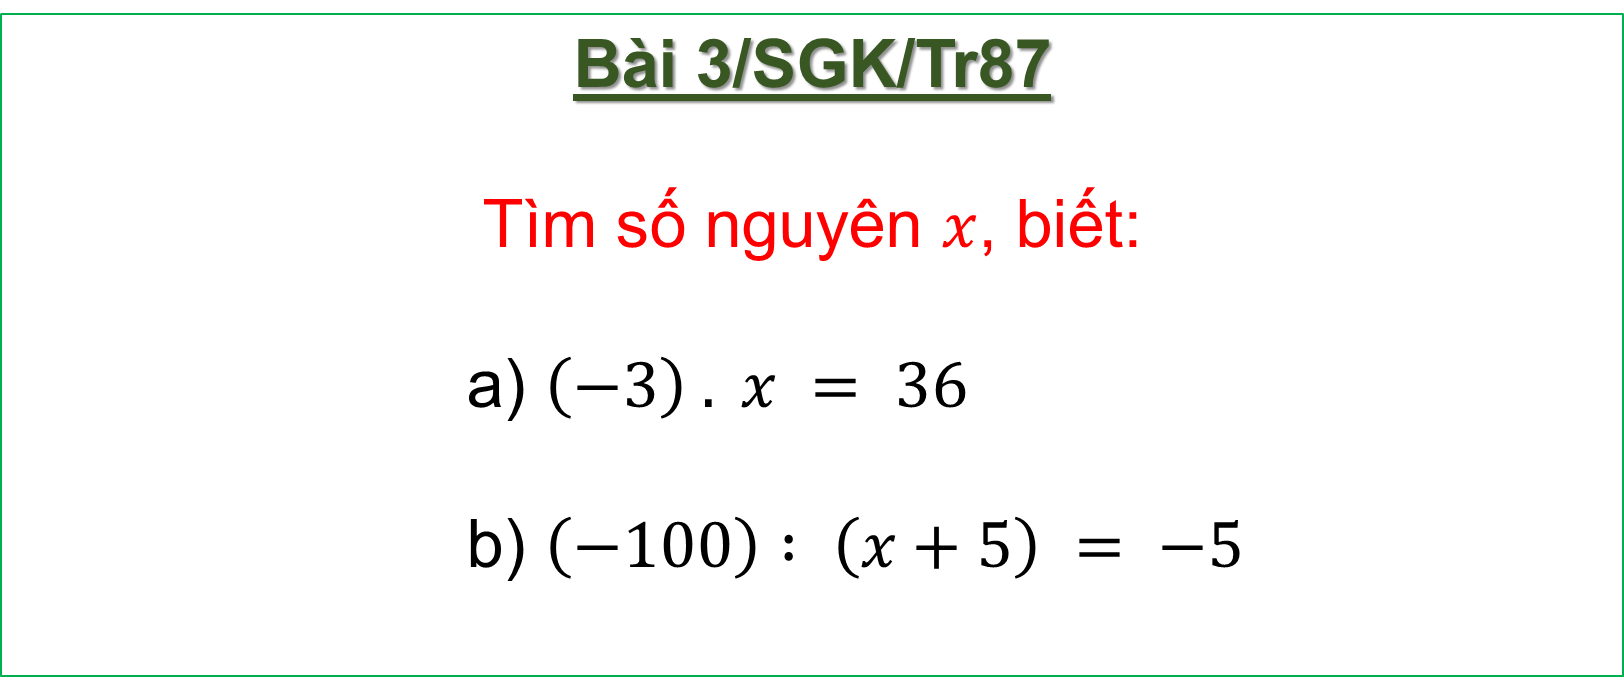 Bài 3/SGK/Tr87
Tìm số nguyên x, biết:
a) (−3) . x = 36
b) (−100) : (x + 5) = −5